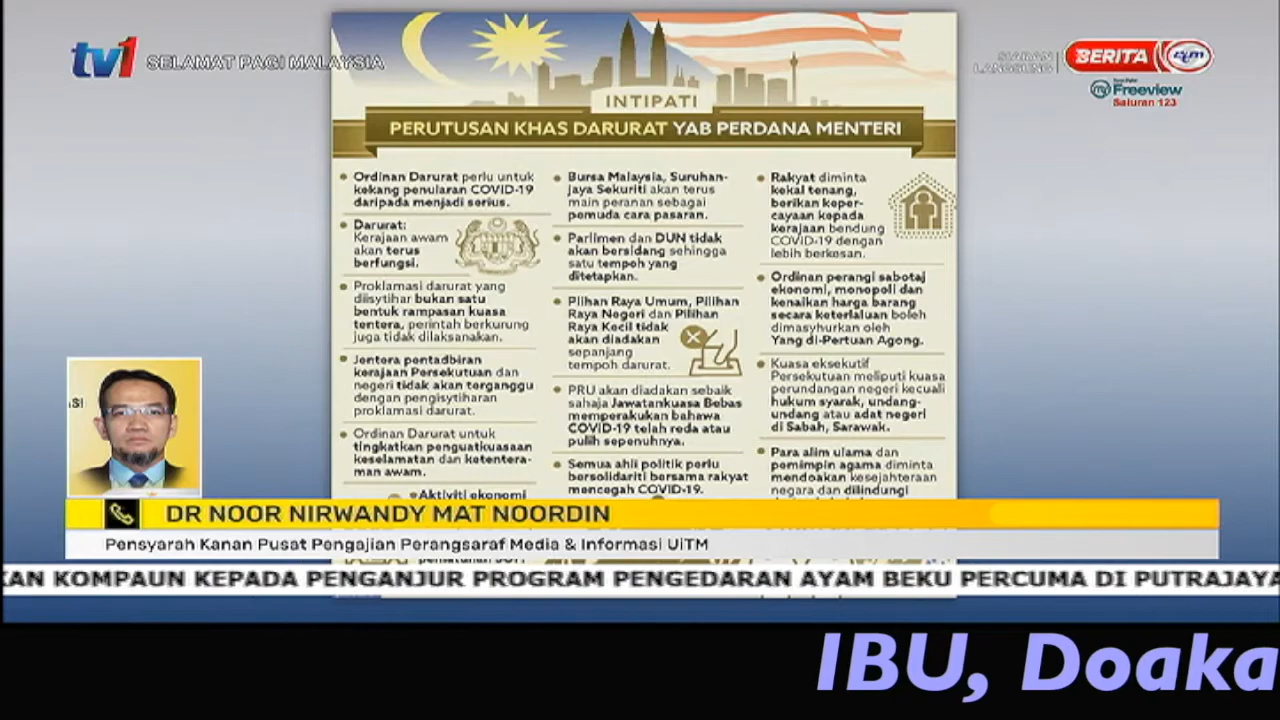 tv1
SELAMAT PAGI MALAYSIA
SIARAN
LANGSUNG
BERITA
rtm
Freeview
Saluran 123
INTIPATI
PERUTUSAN KHAS DARURAT YAB PERDANA MENTERI
Ordinan Darurat perlu untuk
kekang penularan COVID-19
daripada menjadi serius.
Darurat:
Kerajaan awam
akan terus
berfungsi.
Proklamasi darurat yang
diisytihar bukan satu
bentuk rampasan kuasa
tentera, perintah berkurung
juga tidak dilaksanakan.
Jentera pentadbiran
kerajaan Persekutuan dan
negeri tidak akan terganggu
dengan pengisytiharan
proklamasi darurat.
Ordinan Darurat untuk
tingkatkan penguatkuasaan
keselamatan dan ketentera-
man awam.
Aktiviti ekonomi
Bursa Malaysia, Suruhan-
jaya Sekuriti akan terus
main peranan sebagai
pemuda cara pasaran.
Parlimen dan DUN tidak
akan bersidang sehingga
satu tempoh yang
ditetapkan.
Pilihan Raya Umum, Pilihan
Raya Negeri dan Pilihan
Raya Kecil tidak
akan diadakan
sepanjang
tempoh darurat.
PRU akan diadakan sebaik
sahaja Jawatankuasa Bebas
memperakukan bahawa
COVID-19 telah reda atau
pulih sepenuhnya.
Semua ahli politik perlu
bersolidariti bersama rakyat
mencegah COVID-19.
Rakyat diminta
kekal tenang,
berikan keper-
cayaan kepada
kerajaan bendung
COVID-19 dengan
lebih berkesan.
Ordinan perangi sabotaj
ekonomi, monopoli dan
kenaikan harga barang
secara keterlaluan boleh
dimasyhurkan oleh
Yang di-Pertuan Agong.
Kuasa eksekutif
Persekutuan meliputi kuasa
perundangan negeri kecuali
hukum syarak, undang-
undang atau adat negeri
di Sabah, Sarawak.
Para alim ulama dan
pemimpin agama diminta
mendoakan kesejahteraan
negara dan dilindungi
DR NOOR NIRWANDY MAT NOORDIN
Pensyarah Kanan Pusat Pengajian Perangsaraf Media & Informasi UiTM
KAN KOMPAUN KEPADA PENGANJUR PROGRAM PENGEDARAN AYAM BEKU PERCUMA DI PUTRAJAYA
IBU, Doaka